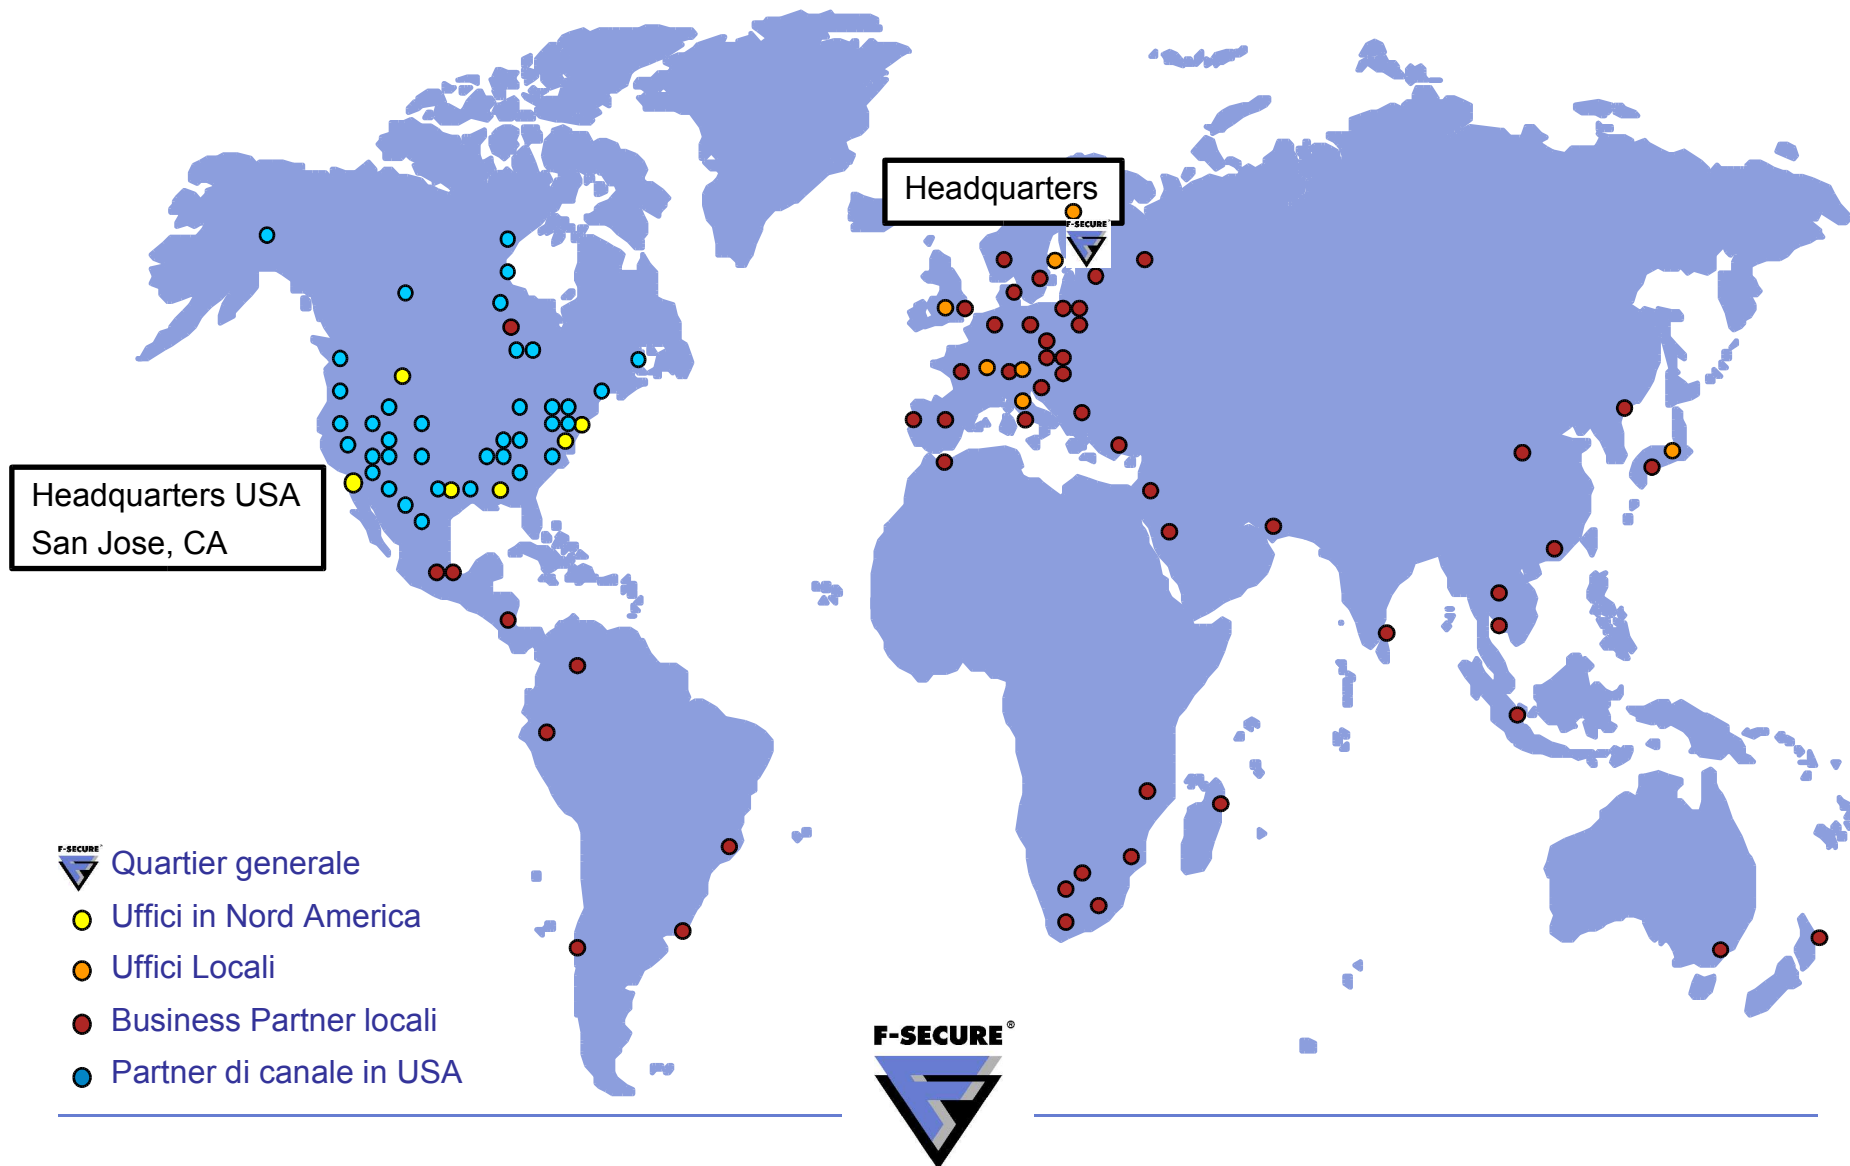 Headquarters
F-SECURE®
Headquarters USA
San Jose, CA
F-SECURE®
Quartier generale
Uffici in Nord America
Uffici Locali
Business Partner locali
Partner di canale in USA
F-SECURE®